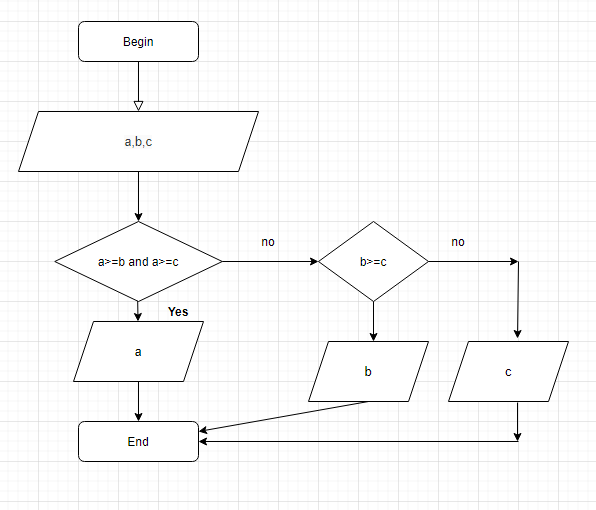 Begin
a,b,c
a>=b and a>=c
no
b>=c
no
Yes
a
b
c
End